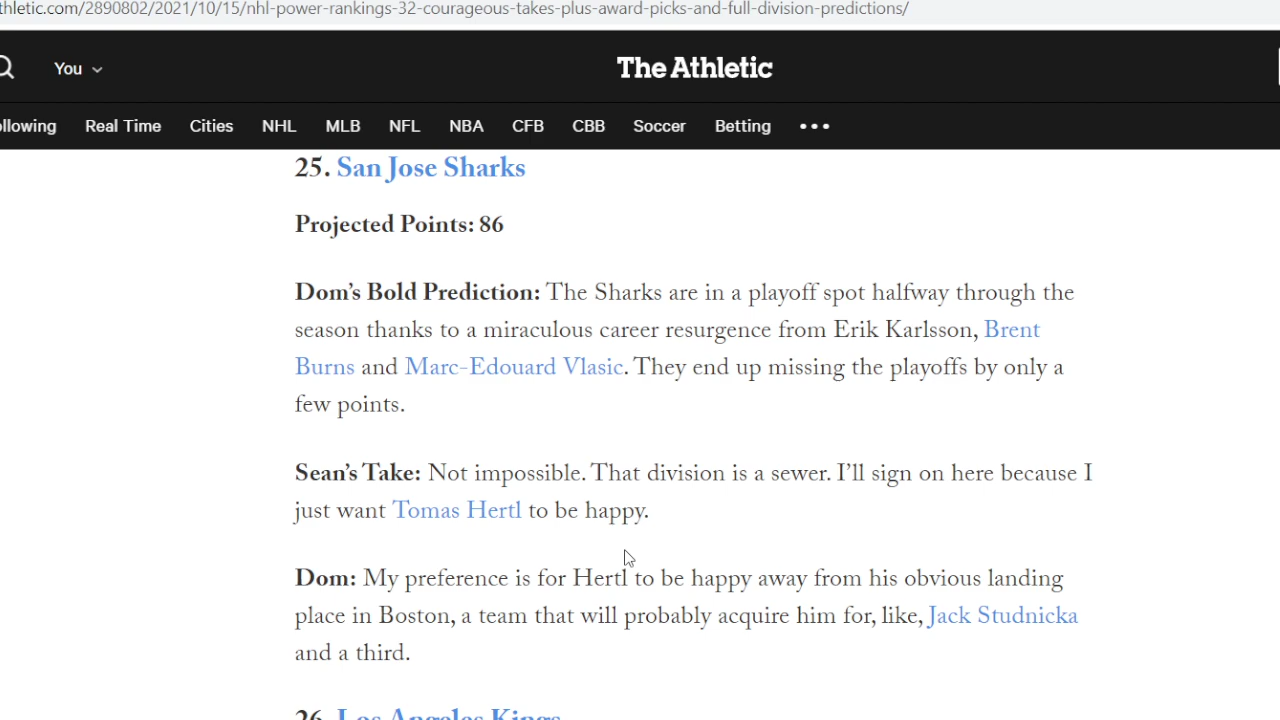 thletic.com/2890802/2021/10/15/nhl-power-rankings-32-courageous-takes-plus-award-picks-and-full-division-predictions/
You
The Athletic
ollowing Real Time Cities NHL MLB NFL NBA CFB CBB Soccer Betting •••
25. San Jose Sharks
Projected Points: 86
Dom’s Bold Prediction: The Sharks are in a playoff spot halfway through the
season thanks to a miraculous career resurgence from Erik Karlsson, Brent
Burns and Marc-Edouard Vlasic. They end up missing the playoffs by only a
few points.
Sean’s Take: Not impossible. That division is a sewer. I’ll sign on here because I
just want Tomas Hertl to be happy.
Dom: My preference is for Hertl to be happy away from his obvious landing
place in Boston, a team that will probably acquire him for, like, Jack Studnicka
and a third.
26. Los Angeles Kings